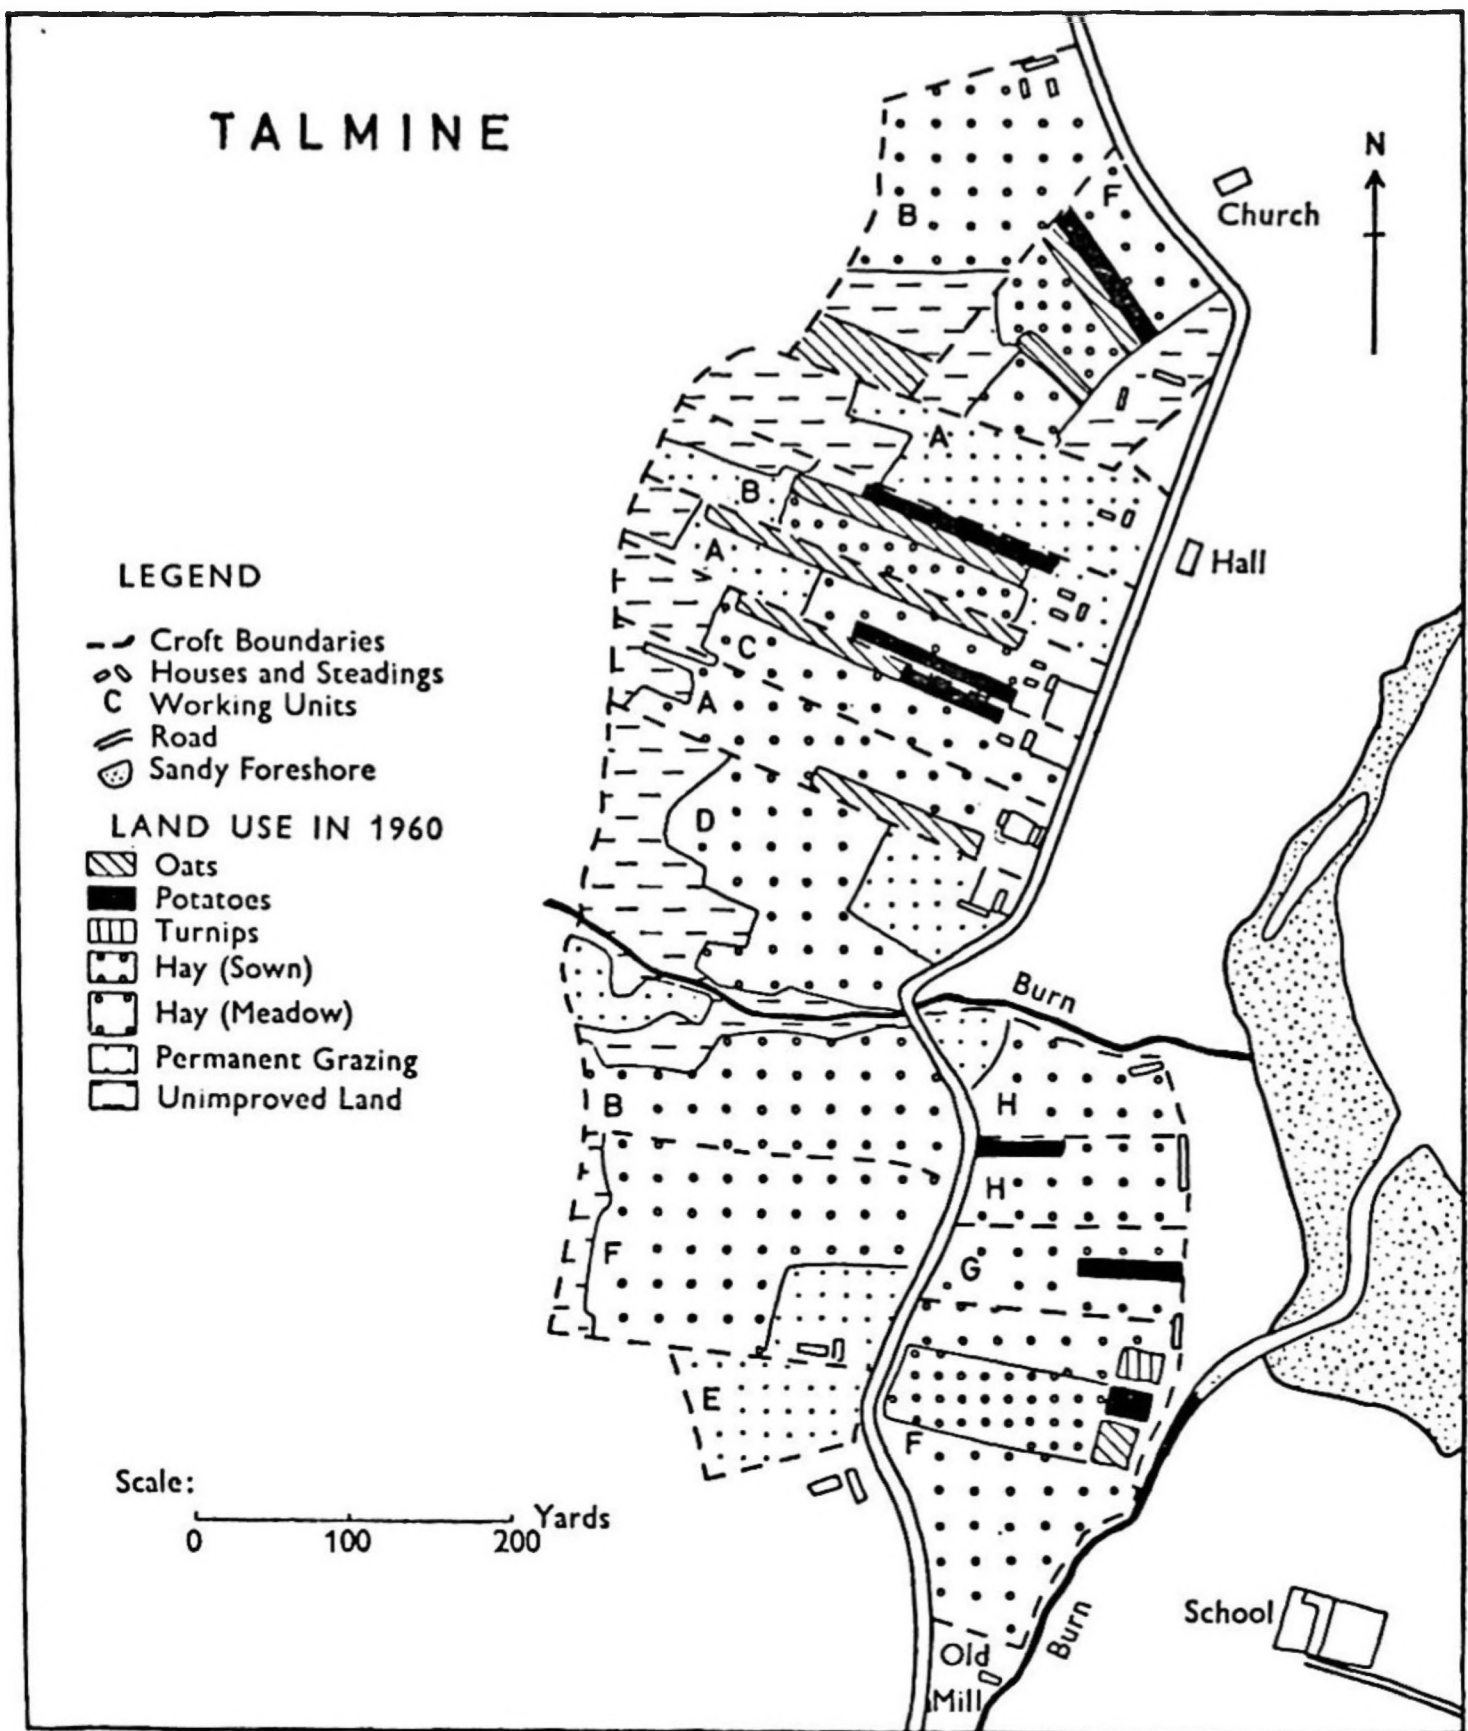 TALMINE
N
Church
B
F
A
B
Hall
A
C
A
D
LEGEND
Croft Boundaries
Houses and Steadings
C Working Units
Road
Sandy Foreshore
LAND USE IN 1960
Oats
Potatoes
Turnips
Hay (Sown)
Hay (Meadow)
Permanent Grazing
Unimproved Land
Burn
B
H
H
F
G
E
F
Scale:
Yards
0 100 200
School
Burn
Old
Mill